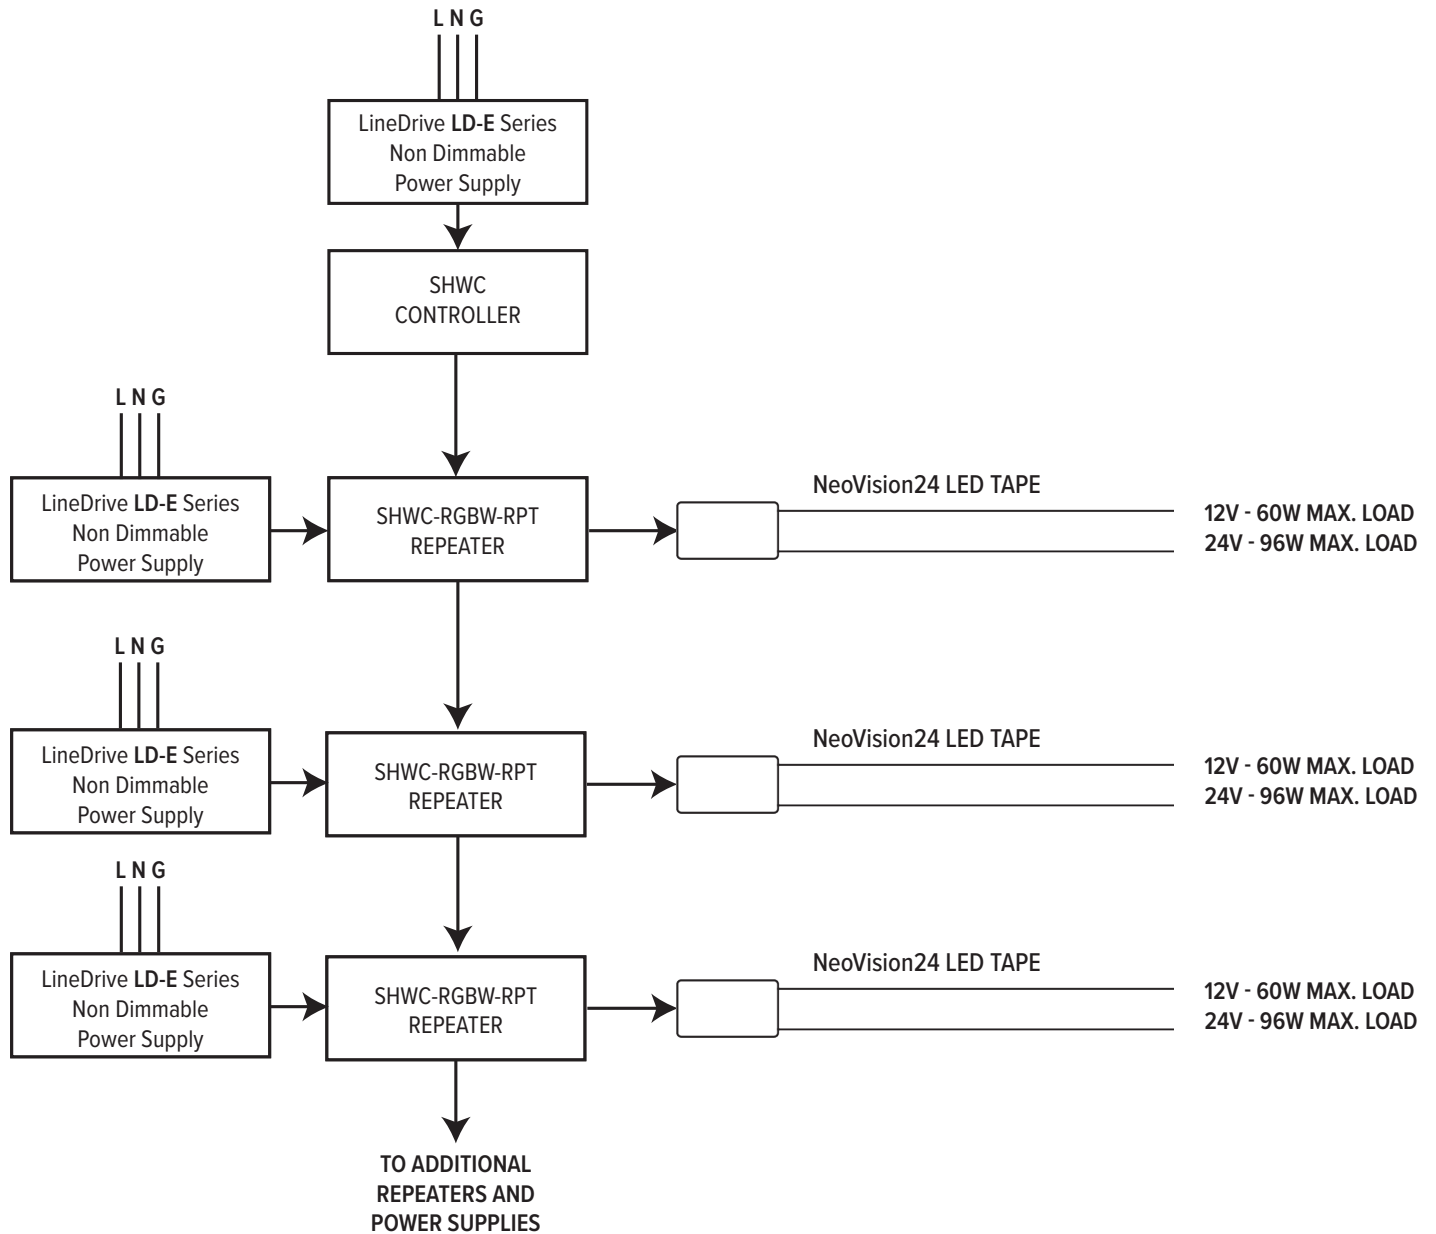 L N G
LineDrive LD-E Series
Non Dimmable
Power Supply
SHWC
CONTROLLER
L N G
LineDrive LD-E Series
Non Dimmable
Power Supply
SHWC-RGBW-RPT
REPEATER
NeoVision24 LED TAPE
12V - 60W MAX. LOAD
24V - 96W MAX. LOAD
L N G
LineDrive LD-E Series
Non Dimmable
Power Supply
SHWC-RGBW-RPT
REPEATER
NeoVision24 LED TAPE
12V - 60W MAX. LOAD
24V - 96W MAX. LOAD
L N G
LineDrive LD-E Series
Non Dimmable
Power Supply
SHWC-RGBW-RPT
REPEATER
NeoVision24 LED TAPE
12V - 60W MAX. LOAD
24V - 96W MAX. LOAD
TO ADDITIONAL
REPEATERS AND
POWER SUPPLIES